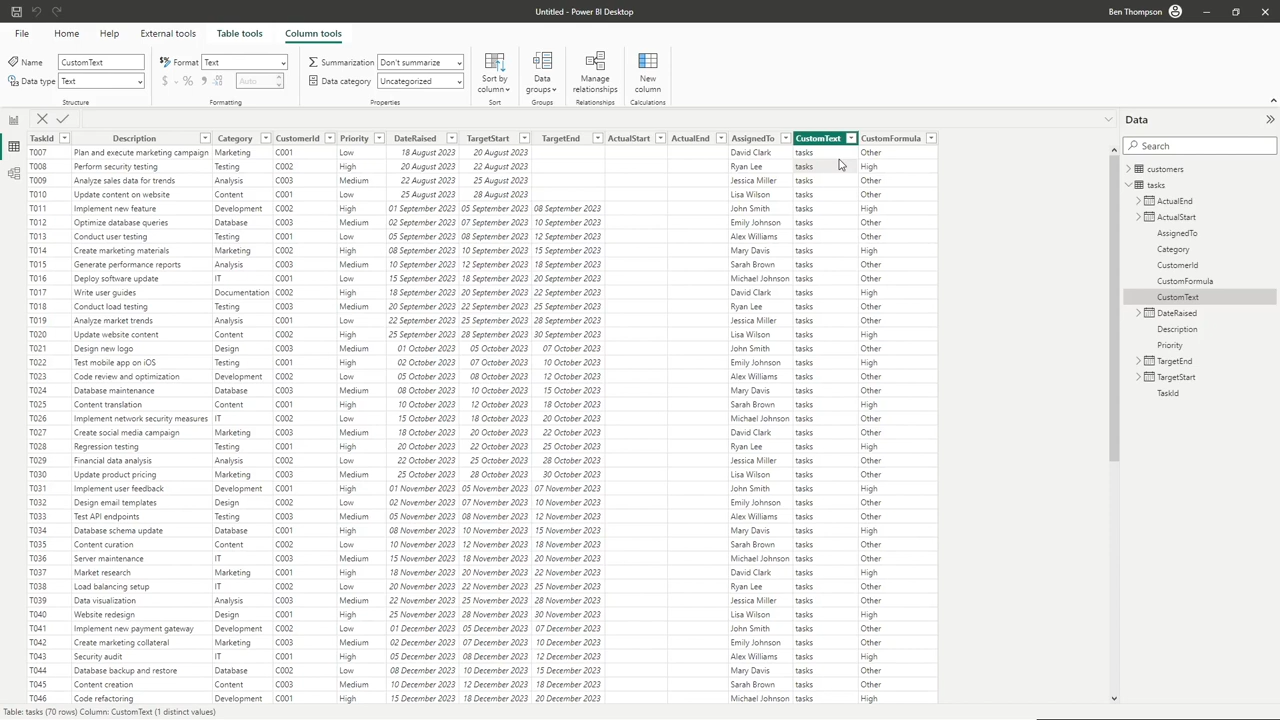 Untitled - Power BI Desktop
Ben Thompson
File Home Help External tools Table tools Column tools
Name CustomText Format Text Summarization Don't summarize
Data type Text $ % Auto Data category Uncategorized
Sort by column
Data groups
Manage relationships
New column
Structure Formatting Properties Sort Groups Relationships Calculations
TaskId Description Category CustomerId Priority DateRaised TargetStart TargetEnd ActualStart ActualEnd AssignedTo CustomText CustomFormula
T007 Plan and execute marketing campaign Marketing C001 Low 18 August 2023 20 August 2023 David Clark tasks Other
T008 Perform security testing Testing C002 High 20 August 2023 22 August 2023 Ryan Lee tasks High
T009 Analyze sales data for trends Analysis C003 Medium 22 August 2023 25 August 2023 Jessica Miller tasks Other
T010 Update content on website Content C001 Low 25 August 2023 28 August 2023 Lisa Wilson tasks Other
T011 Implement new feature Development C002 High 01 September 2023 05 September 2023 08 September 2023 John Smith tasks High
T012 Optimize database queries Database C003 Medium 02 September 2023 07 September 2023 10 September 2023 Emily Johnson tasks Other
T013 Conduct user testing Testing C001 Low 05 September 2023 08 September 2023 12 September 2023 Alex Williams tasks Other
T014 Create marketing materials Marketing C002 High 08 September 2023 10 September 2023 15 September 2023 Mary Davis tasks High
T015 Generate performance reports Analysis C003 Medium 10 September 2023 12 September 2023 18 September 2023 Sarah Brown tasks Other
T016 Deploy software update IT C001 Low 15 September 2023 18 September 2023 20 September 2023 Michael Johnson tasks Other
T017 Write user guides Documentation C002 High 18 September 2023 20 September 2023 22 September 2023 David Clark tasks High
T018 Conduct load testing Testing C003 Medium 20 September 2023 22 September 2023 25 September 2023 Ryan Lee tasks Other
T019 Analyze market trends Analysis C001 Low 22 September 2023 25 September 2023 28 September 2023 Jessica Miller tasks Other
T020 Update website content Content C002 High 25 September 2023 28 September 2023 30 September 2023 Lisa Wilson tasks High
T021 Design new logo Design C003 Medium 01 October 2023 05 October 2023 07 October 2023 John Smith tasks Other
T022 Test mobile app on iOS Testing C001 High 02 October 2023 07 October 2023 10 October 2023 Emily Johnson tasks High
T023 Code review and optimization Development C002 Low 05 October 2023 08 October 2023 12 October 2023 Alex Williams tasks Other
T024 Database maintenance Database C003 Medium 08 October 2023 10 October 2023 15 October 2023 Mary Davis tasks Other
T025 Content translation Content C001 High 10 October 2023 12 October 2023 18 October 2023 Sarah Brown tasks High
T026 Implement network security measures IT C002 Low 15 October 2023 18 October 2023 20 October 2023 Michael Johnson tasks Other
T027 Create social media campaign Marketing C003 Medium 18 October 2023 20 October 2023 22 October 2023 David Clark tasks Other
T028 Regression testing Testing C001 High 20 October 2023 22 October 2023 25 October 2023 Ryan Lee tasks High
T029 Financial data analysis Analysis C002 Low 22 October 2023 25 October 2023 28 October 2023 Jessica Miller tasks Other
T030 Update product pricing Marketing C003 Medium 25 October 2023 28 October 2023 30 October 2023 Lisa Wilson tasks Other
T031 Implement user feedback Development C001 High 01 November 2023 05 November 2023 07 November 2023 John Smith tasks High
T032 Design email templates Design C002 Low 02 November 2023 07 November 2023 10 November 2023 Emily Johnson tasks Other
T033 Test API endpoints Testing C003 Medium 05 November 2023 08 November 2023 12 November 2023 Alex Williams tasks Other
T034 Database schema update Database C001 High 08 November 2023 10 November 2023 15 November 2023 Mary Davis tasks High
T035 Content curation Content C002 Low 10 November 2023 12 November 2023 18 November 2023 Sarah Brown tasks Other
T036 Server maintenance IT C003 Medium 15 November 2023 18 November 2023 20 November 2023 Michael Johnson tasks Other
T037 Market research Marketing C001 High 18 November 2023 20 November 2023 22 November 2023 David Clark tasks High
T038 Load balancing setup IT C002 Low 20 November 2023 22 November 2023 25 November 2023 Ryan Lee tasks Other
T039 Data visualization Analysis C003 Medium 22 November 2023 25 November 2023 28 November 2023 Jessica Miller tasks Other
T040 Website redesign Design C001 High 25 November 2023 28 November 2023 30 November 2023 Lisa Wilson tasks High
T041 Implement new payment gateway Development C002 Low 01 December 2023 05 December 2023 07 December 2023 John Smith tasks Other
T042 Create marketing collateral Marketing C003 Medium 02 December 2023 07 December 2023 10 December 2023 Emily Johnson tasks Other
T043 Security audit IT C001 High 05 December 2023 08 December 2023 12 December 2023 Alex Williams tasks High
T044 Database backup and restore Database C002 Low 08 December 2023 10 December 2023 15 December 2023 Mary Davis tasks Other
T045 Content creation Content C003 Medium 10 December 2023 12 December 2023 18 December 2023 Sarah Brown tasks Other
T046 Code refactoring Development C001 High 15 December 2023 18 December 2023 20 December 2023 Michael Johnson tasks High
Data
Search
customers
tasks
ActualEnd
ActualStart
AssignedTo
Category
CustomerId
CustomFormula
CustomText
DateRaised
Description
Priority
TargetEnd
TargetStart
TaskId
Table: tasks (70 rows) Column: CustomText (1 distinct values)